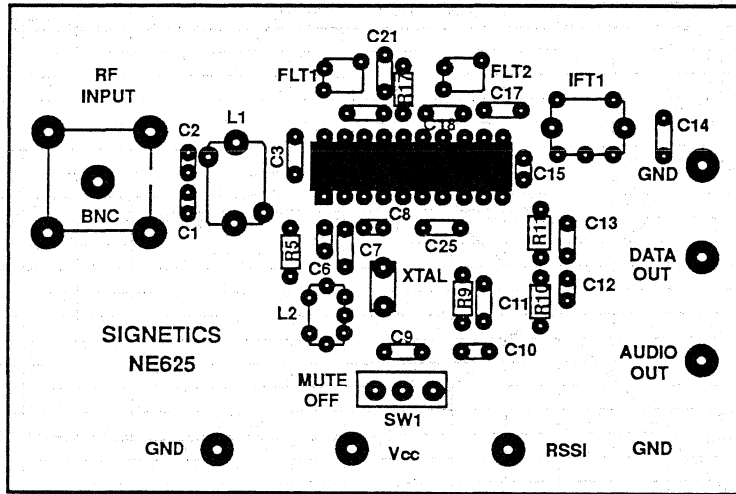 C21
RF
INPUT
FLT1
R17
FLT2
IFT1
C17
L1
C18
C14
C2
C3
C15
GND
BNC
C1
C8
R5
C6
C7
C25
R11
C13
DATA
OUT
XTAL
R9
C11
R10
C12
L2
SIGNETICS
NE625
C9
C10
AUDIO
OUT
MUTE
OFF
SW1
GND
Vcc
RSSI
GND